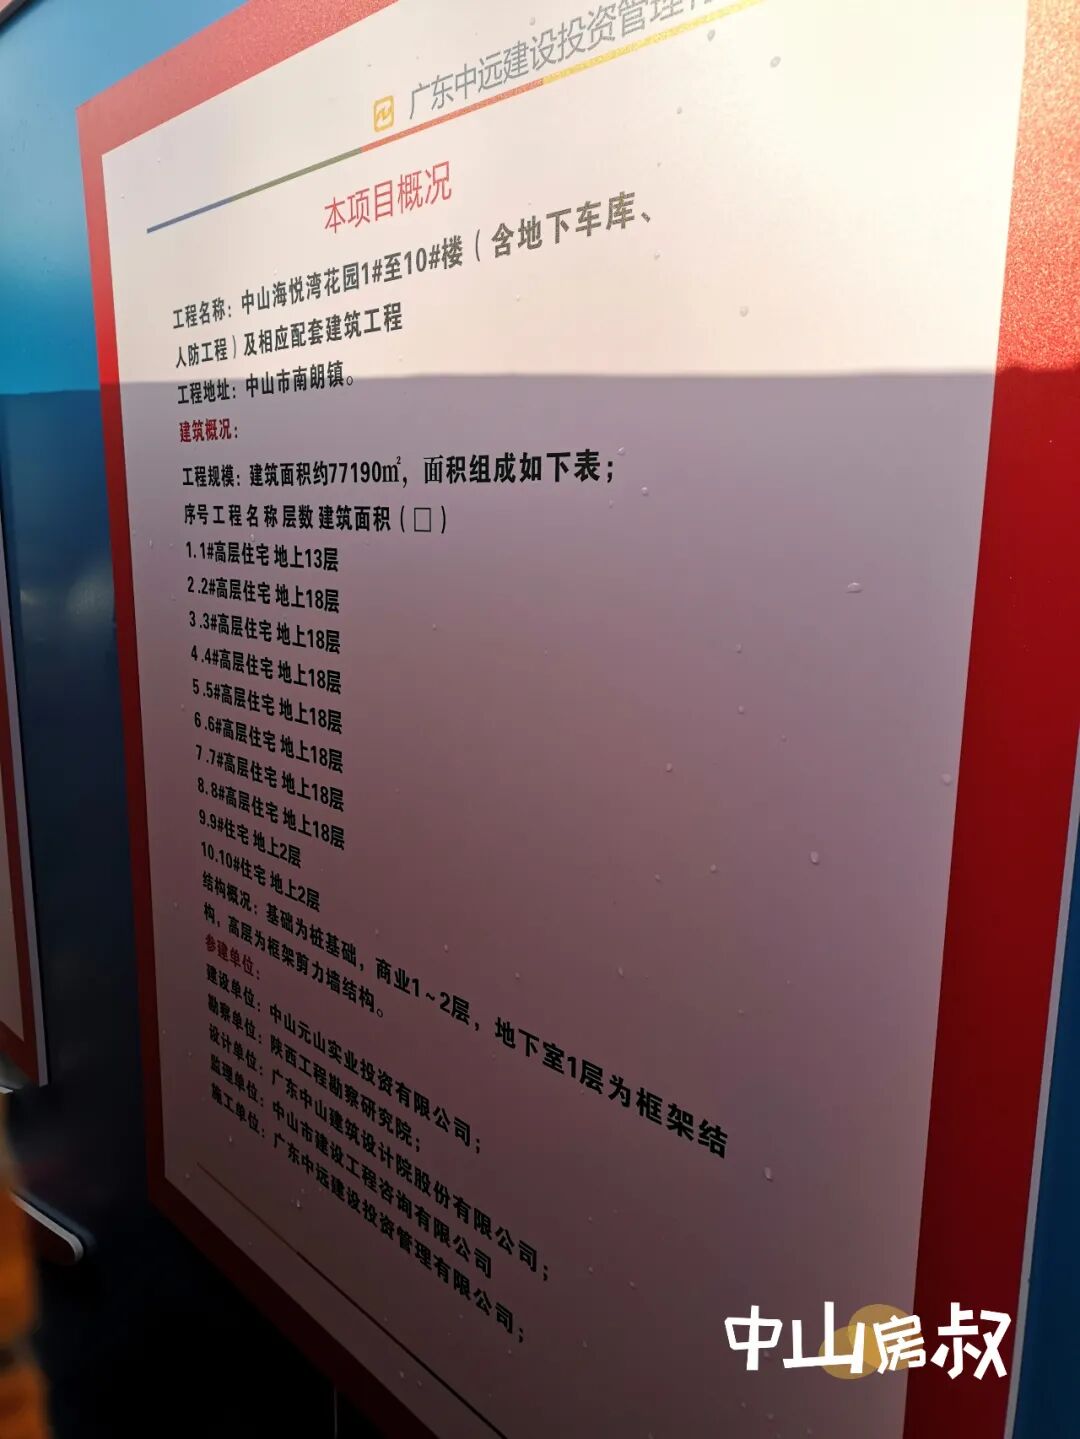 广东中远建设投资管理有
本项目概况
工程名称：中山海悦湾花园1#至10#楼（含地下车库、
人防工程）及相应配套建筑工程
工程地址：中山市南朗镇。
建筑概况：
工程规模：建筑面积约77190㎡，面积组成如下表；
序号 工 程 名 称 层数 建筑面积（□）
1.1#高层住宅 地上13层
2.2#高层住宅 地上18层
3.3#高层住宅 地上18层
4.4#高层住宅 地上18层
5.5#高层住宅 地上18层
6.6#高层住宅 地上18层
7.7#高层住宅 地上18层
8.8#高层住宅 地上18层
9.9#住宅 地上2层
10.10#住宅 地上2层
结构概况：基础为桩基础，商业1~2层，地下室1层为框架结
构，高层为框架剪力墙结构。
参建单位：
建设单位：中山元山实业投资有限公司；
勘察单位：陕西工程勘察研究院；
设计单位：广东中山建筑设计院股份有限公司；
监理单位：中山市建设工程咨询有限公司
施工单位：广东中远建设投资管理有限公司；
中山房叔